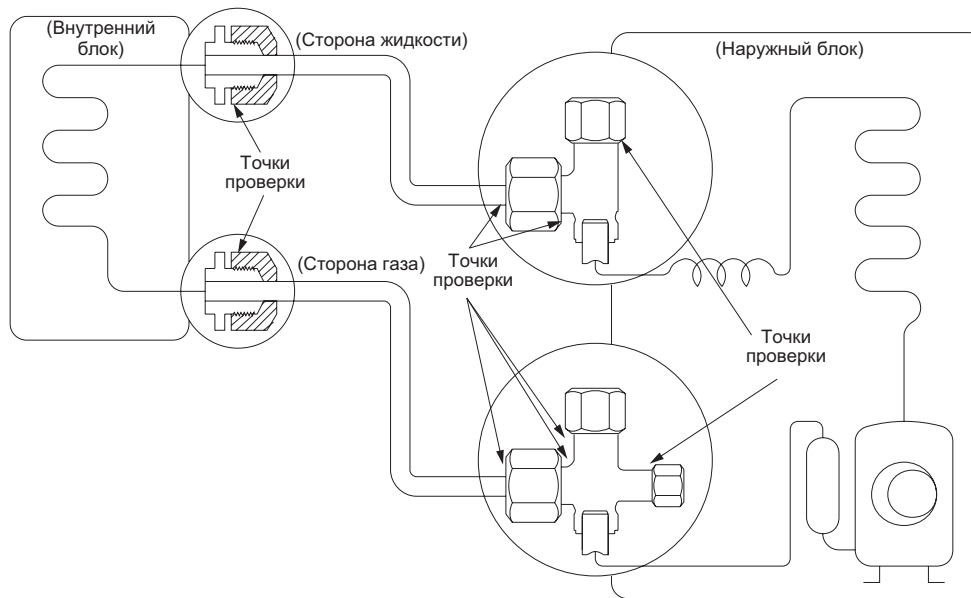 (Внутренний
блок)
(Сторона жидкости)
(Наружный блок)
Точки
проверки
(Сторона газа)
Точки
проверки
Точки
проверки